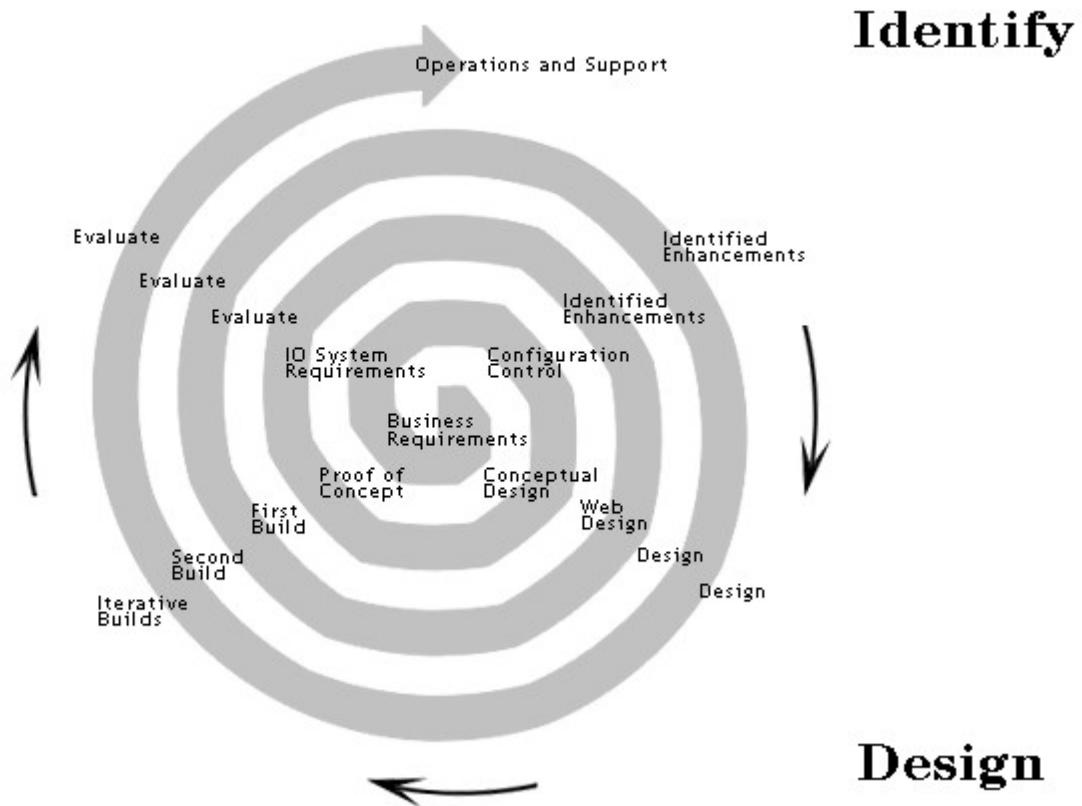 Identify
Operations and Support
Evaluate
Identified
Enhancements
Evaluate
Identified
Enhancements
Evaluate
IO System
Requirements
Configuration
Control
Business
Requirements
Proof of
Concept
Conceptual
Design
First
Build
Web
Design
Second
Build
Design
Iterative
Builds
Design
Design